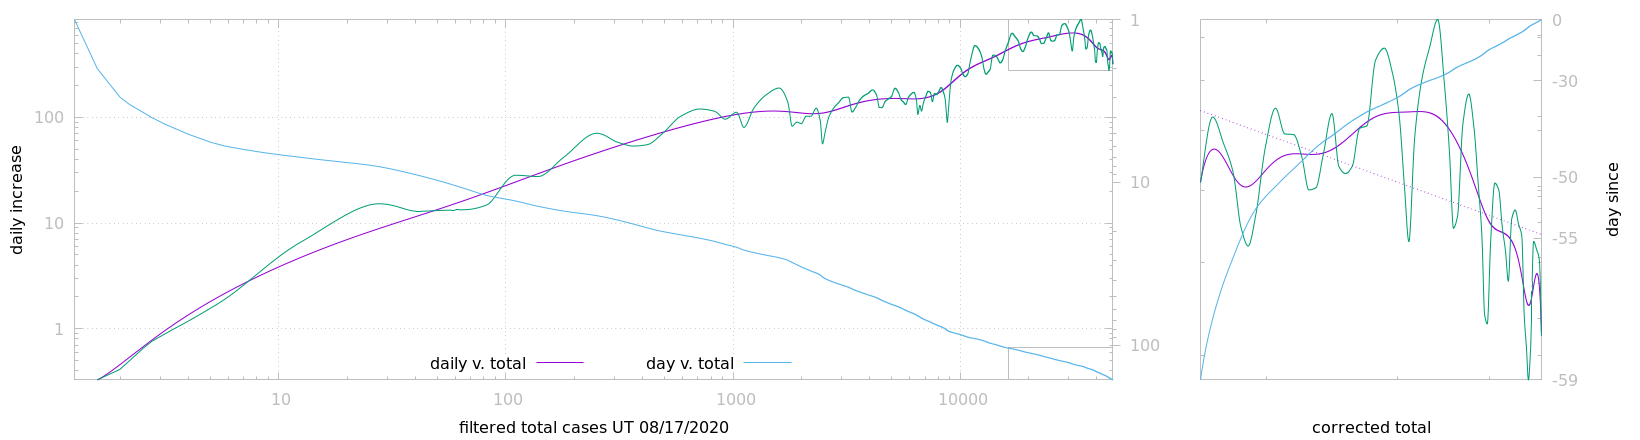 daily increase
100
10
1
10
100
1000
10000
filtered total cases UT 08/17/2020
daily v. total
day v. total
1
10
100
0
-30
-50
-55
-59
day since
corrected total